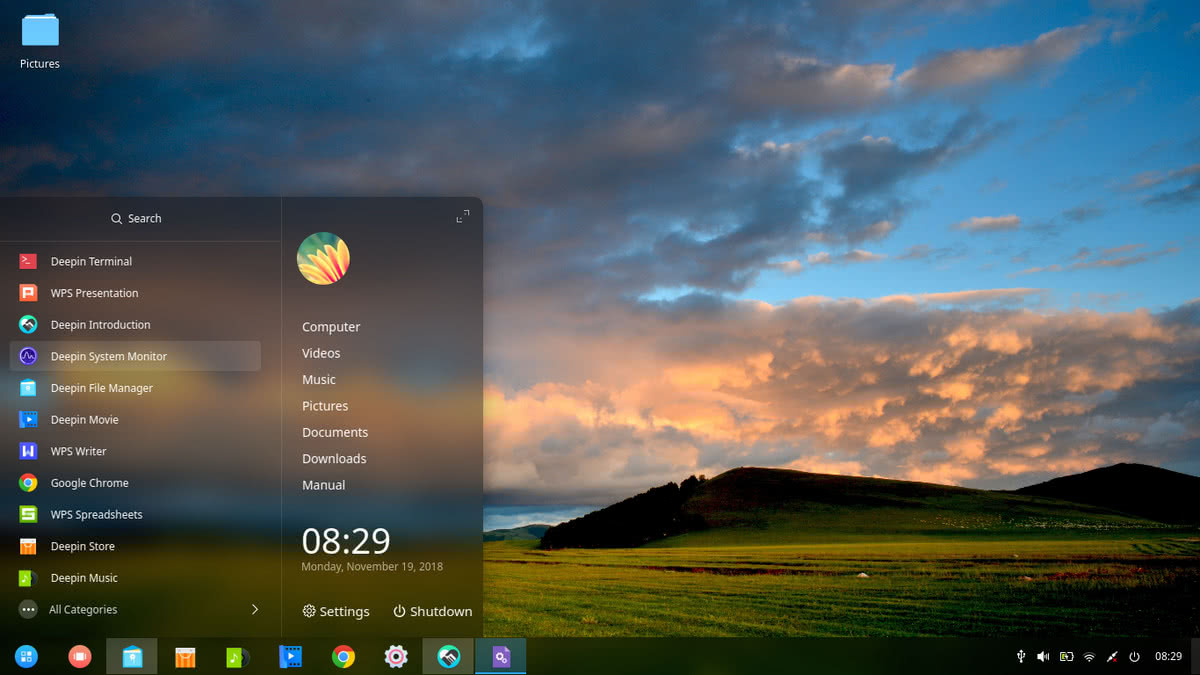 Pictures
Search
Deepin Terminal
WPS Presentation
Deepin Introduction
Deepin System Monitor
Deepin File Manager
Deepin Movie
WPS Writer
Google Chrome
WPS Spreadsheets
Deepin Store
Deepin Music
All Categories
Computer
Videos
Music
Pictures
Documents
Downloads
Manual
08:29
Monday, November 19, 2018
Settings
Shutdown
08:29